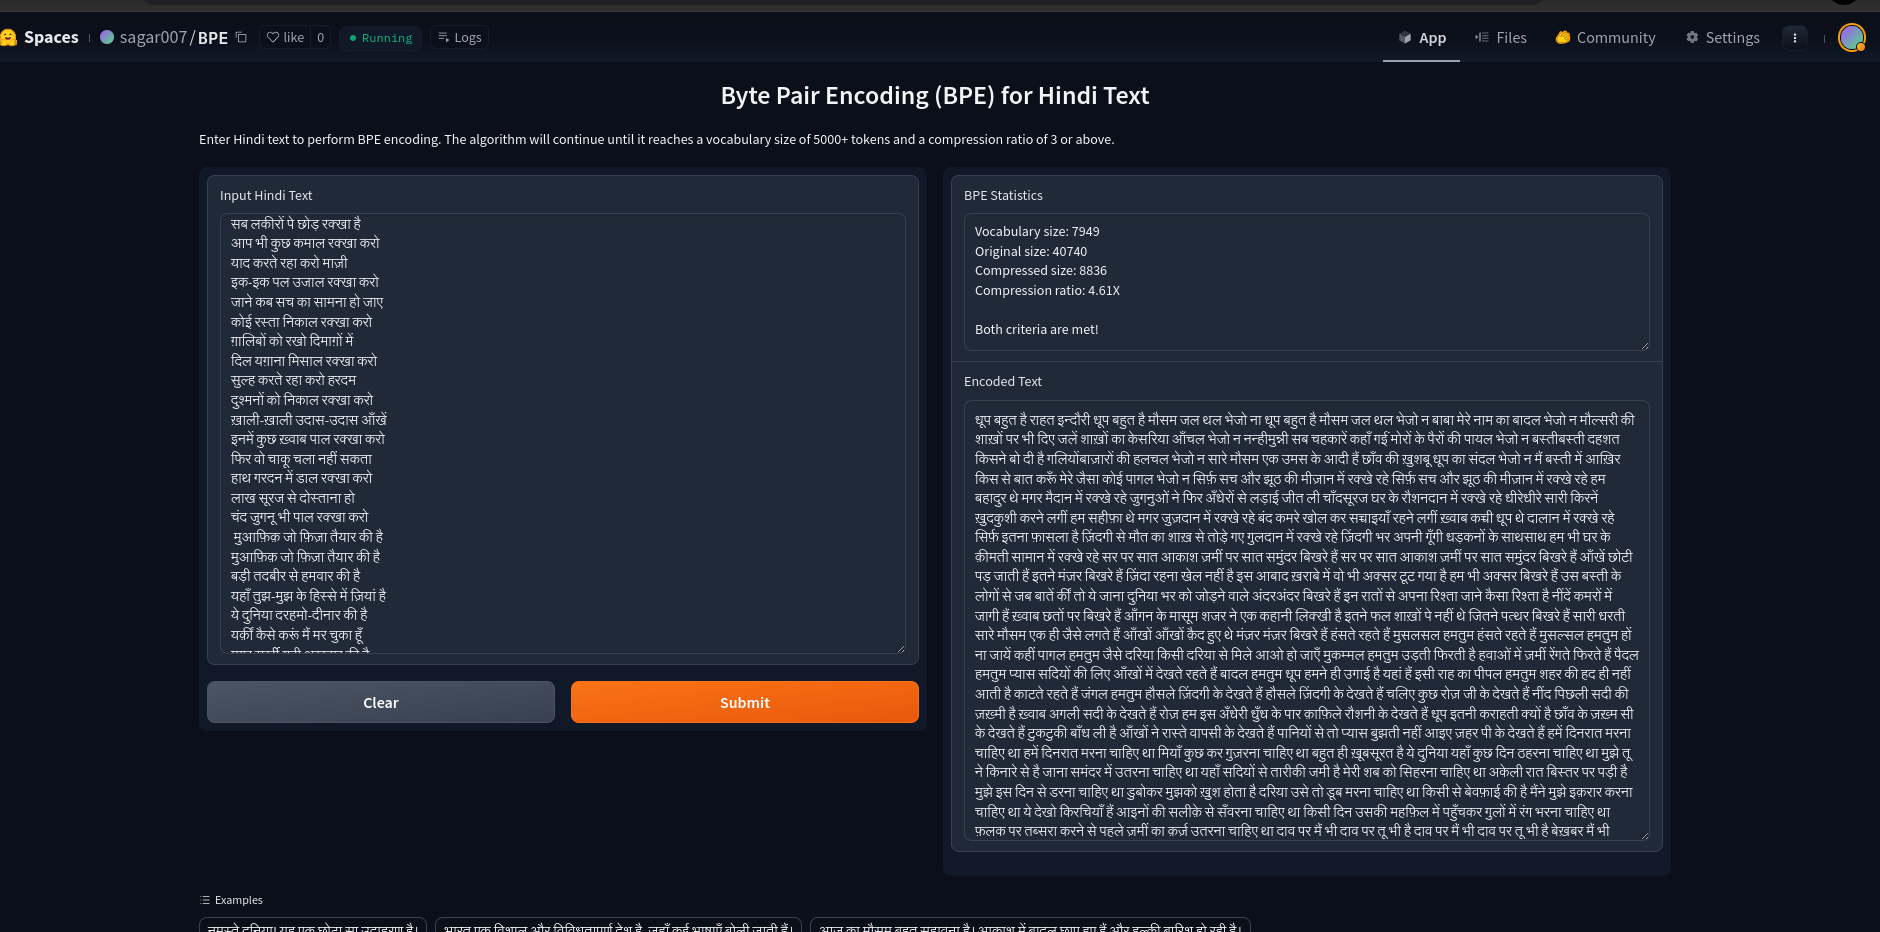 Spaces
sagar007/BPE
like 0
Running
Logs
App
Files
Community
Settings
Byte Pair Encoding (BPE) for Hindi Text
Enter Hindi text to perform BPE encoding. The algorithm will continue until it reaches a vocabulary size of 5000+ tokens and a compression ratio of 3 or above.
Input Hindi Text
सब लकीरों पे छोड़ रक्खा है
आप भी कुछ कमाल रक्खा करो
याद करते रहा करो माज़ी
इक-इक पल उजाल रक्खा करो
जाने कब सच का सामना हो जाए
कोई रस्ता निकाल रक्खा करो
ग़ालिबों को रखो दिमाग़ों में
दिल यगाना मिसाल रक्खा करो
सुल्ह करते रहा करो हरदम
दुश्मनों को निकाल रक्खा करो
ख़ाली-ख़ाली उदास-उदास आँखें
इनमें कुछ ख़्वाब पाल रक्खा करो
फिर वो चाकू चला नहीं सकता
हाथ गरदन में डाल रक्खा करो
लाख सूरज से दोस्ताना हो
चंद जुगनू भी पाल रक्खा करो
मुआफ़िक़ जो फ़िज़ा तैयार की है
मुआफ़िक़ जो फ़िज़ा तैयार की है
बड़ी तदबीर से हमवार की है
यहाँ तुझ-मुझ के हिस्से में ज़ियां है
ये दुनिया दरहमो-दीनार की है
यक़ीं कैसे करूं मैं मर चुका हूँ
Clear
Submit
BPE Statistics
Vocabulary size: 7949
Original size: 40740
Compressed size: 8836
Compression ratio: 4.61X
Both criteria are met!
Encoded Text
धूप बहुत है राहत इन्दौरी धूप बहुत है मौसम जल थल भेजो ना धूप बहुत है मौसम जल थल भेजो न बाबा मेरे नाम का बादल भेजो न मौल्सरी की
शाख़ों पर भी दिए जलें शाख़ों का केसरिया आँचल भेजो न नन्हीमुन्नी सब चहकारें कहाँ गईं मोरों के पैरों की पायल भेजो न बस्तीबस्ती दहशत
किसने बो दी है गलियोंबाज़ारों की हलचल भेजो न सारे मौसम एक उमस के आदी हैं छाँव की ख़ुशबू धूप का संदल भेजो न मैं बस्ती में आख़िर
किस से बात करूँ मेरे जैसा कोई पागल भेजो न सिर्फ़ सच और झूठ की मीज़ान में रक्खे रहे सिर्फ़ सच और झूठ की मीज़ान में रक्खे रहे हम
बहादुर थे मगर मैदान में रक्खे रहे जुगनुओं ने फिर अँधेरों से लड़ाई जीत ली चाँदसूरज घर के रौशनदान में रक्खे रहे धीरेधीरे सारी किरनें
ख़ुदकुशी करने लगीं हम सहीफ़ा थे मगर जुज़दान में रक्खे रहे बंद कमरे खोल कर सच्चाइयाँ रहने लगीं ख़्वाब कच्ची धूप थे दालान में रक्खे रहे
सिर्फ़ इतना फ़ासला है ज़िंदगी से मौत का शाख़ से तोड़े गए गुलदान में रक्खे रहे ज़िंदगी भर अपनी गूँगी धड़कनों के साथसाथ हम भी घर के
क़ीमती सामान में रक्खे रहे सर पर सात आकाश ज़मीं पर सात समुंदर बिखरे हैं सर पर सात आकाश ज़मीं पर सात समुंदर बिखरे हैं आँखें छोटी
पड़ जाती हैं इतने मंज़र बिखरे हैं ज़िंदा रहना खेल नहीं है इस आबाद ख़राबे में वो भी अक्सर टूट गया है हम भी अक्सर बिखरे हैं उस बस्ती के
लोगों से जब बातें कीं तो ये जाना दुनिया भर को जोड़ने वाले अंदरअंदर बिखरे हैं इन रातों से अपना रिश्ता जाने कैसा रिश्ता है नींदें कमरों में
जागी हैं ख़्वाब छतों पर बिखरे हैं आँगन के मासूम शजर ने एक कहानी लिक्खी है इतने फल शाख़ों पे नहीं थे जितने पत्थर बिखरे हैं सारी धरती
सारे मौसम एक ही जैसे लगते हैं आँखों आँखों क़ैद हुए थे मंज़र मंज़र बिखरे हैं हंसते रहते हैं मुसलसल हमतुम हंसते रहते हैं मुसल्सल हमतुम हों
ना जायें कहीं पागल हमतुम जैसे दरिया किसी दरिया से मिले आओ हो जाएँ मुकम्मल हमतुम उड़ती फिरती है हवाओं में ज़मीं रेंगते फिरते हैं पैदल
हमतुम प्यास सदियों की लिए आँखों में देखते रहते हैं बादल हमतुम धूप हमने ही उगाई है यहां हैं इसी राह का पीपल हमतुम शहर की हद ही नहीं
आती है काटते रहते हैं जंगल हमतुम हौसले ज़िंदगी के देखते हैं हौसले ज़िंदगी के देखते हैं चलिए कुछ रोज़ जी के देखते हैं नींद पिछली सदी की
ज़ख़्मी है ख़्वाब अगली सदी के देखते हैं रोज़ हम इस अँधेरी धुँध के पार क़ाफ़िले रौशनी के देखते हैं धूप इतनी कराहती क्यों है छाँव के ज़ख़्म सी
के देखते हैं टुकटुकी बाँध ली है आँखों ने रास्ते वापसी के देखते हैं पानियों से तो प्यास बुझती नहीं आइए ज़हर पी के देखते हैं हमें दिनरात मरना
चाहिए था हमें दिनरात मरना चाहिए था मियाँ कुछ कर गुज़रना चाहिए था बहुत ही ख़ूबसूरत है ये दुनिया यहाँ कुछ दिन ठहरना चाहिए था मुझे तू
ने किनारे से है जाना समंदर में उतरना चाहिए था यहाँ सदियों से तारीकी जमी है मेरी शब को सिहरना चाहिए था अकेली रात बिस्तर पर पड़ी है
मुझे इस दिन से डरना चाहिए था डुबोकर मुझको ख़ुश होता है दरिया उसे तो डूब मरना चाहिए था किसी से बेवफ़ाई की है मैंने मुझे इक़रार करना
चाहिए था ये देखो किरचियाँ हैं आइनों की सलीक़े से सँवरना चाहिए था किसी दिन उसकी महफ़िल में पहुँचकर गुलों में रंग भरना चाहिए था
फ़लक पर तब्सरा करने से पहले ज़मीं का क़र्ज़ उतरना चाहिए था दाव पर मैं भी दाव पर तू भी है दाव पर मैं भी दाव पर तू भी है बेख़बर मैं भी
Examples
नमस्ते दुनिया! यह एक छोटा सा उदाहरण है।
भारत एक विशाल और विविधतापूर्ण देश है, जहाँ कई भाषाएँ बोली जाती हैं।
आज का मौसम बहुत सुहावना है। आकाश में बादल छाए हुए हैं और हल्की बारिश हो रही है।